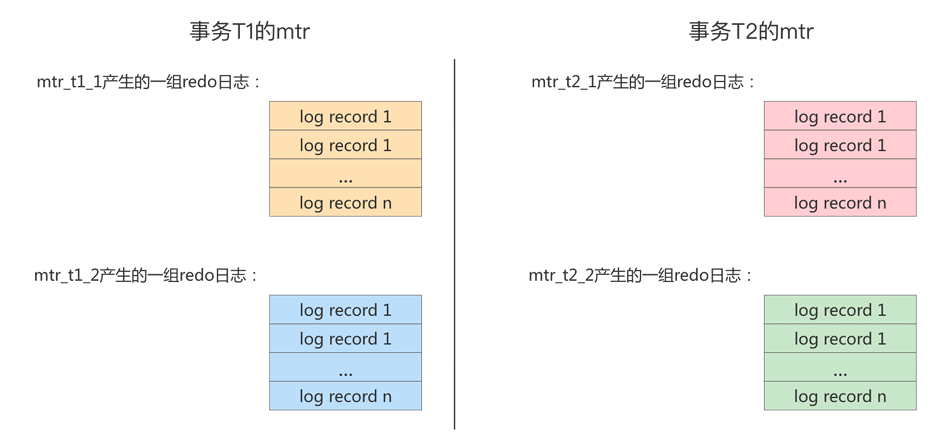 事务T1的mtr
mtr_t1_1产生的一组redo日志：
log record 1
log record 1
...
log record n
mtr_t1_2产生的一组redo日志：
log record 1
log record 1
...
log record n
事务T2的mtr
mtr_t2_1产生的一组redo日志：
log record 1
log record 1
...
log record n
mtr_t2_2产生的一组redo日志：
log record 1
log record 1
...
log record n